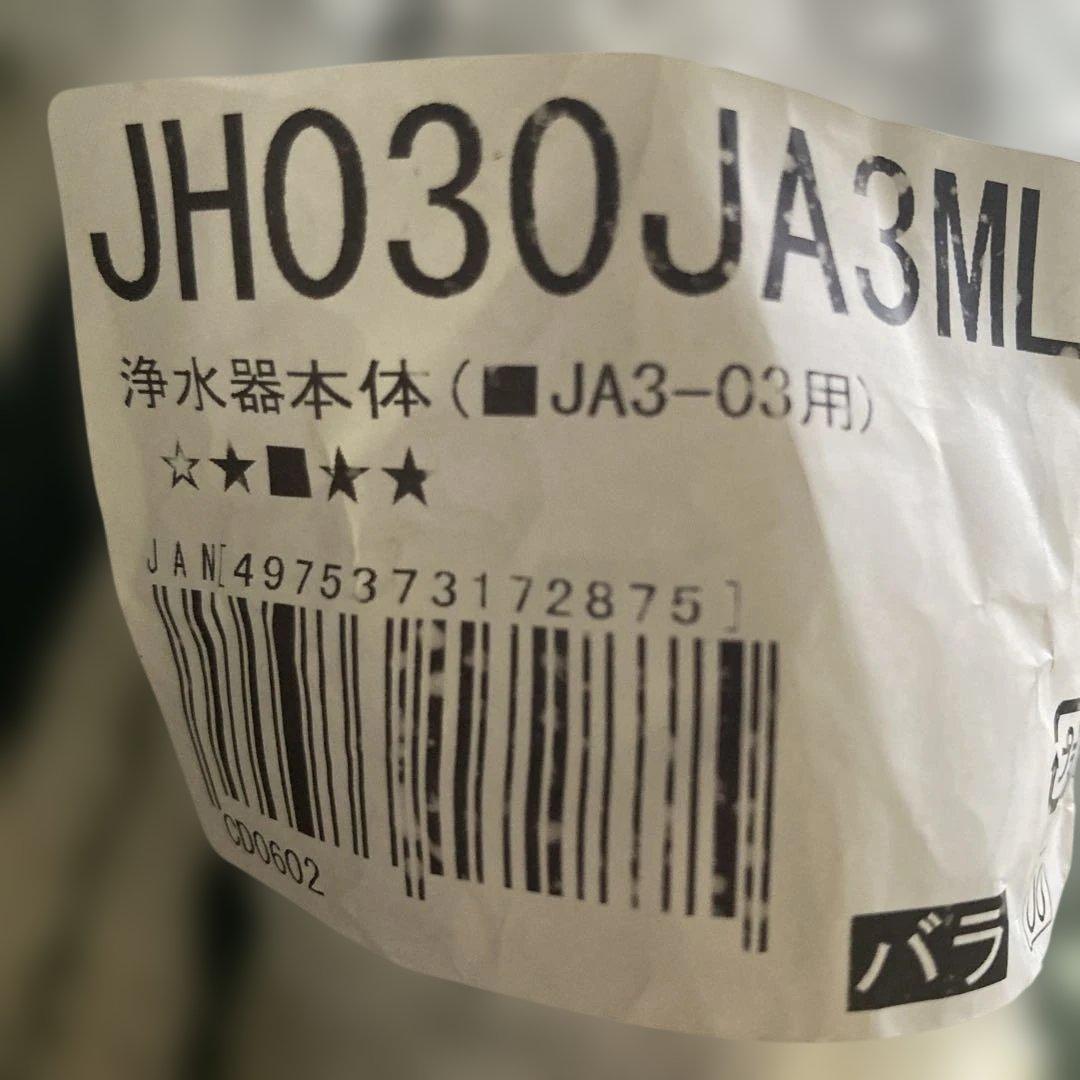 JH030JA3ML
浄水器本体(■JA3-03用)
☆★■★★
JAN[4975373172875]
CD0602
バラ